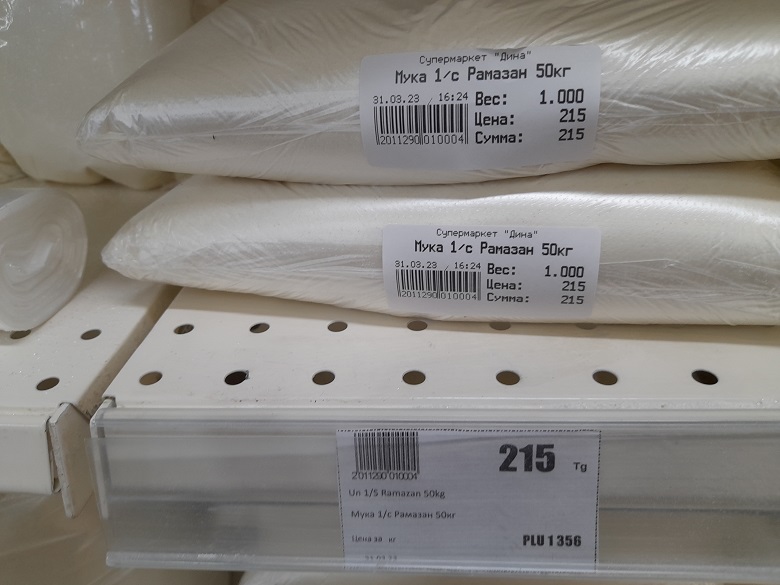 Супермаркет "Дина"
Мука 1/с Рамазан 50кг
31.03.23 16:24 Вес: 1.000
Цена: 215
2011290 010004 Сумма: 215
Супермаркет "Дина"
Мука 1/с Рамазан 50кг
31.03.23 16:24 Вес: 1.000
Цена: 215
2011290 010004 Сумма: 215
215 Tg
2011290 010004
Un 1/S Ramazan 50kg
Мука 1/с Рамазан 50кг
Цена за кг PLU 1356